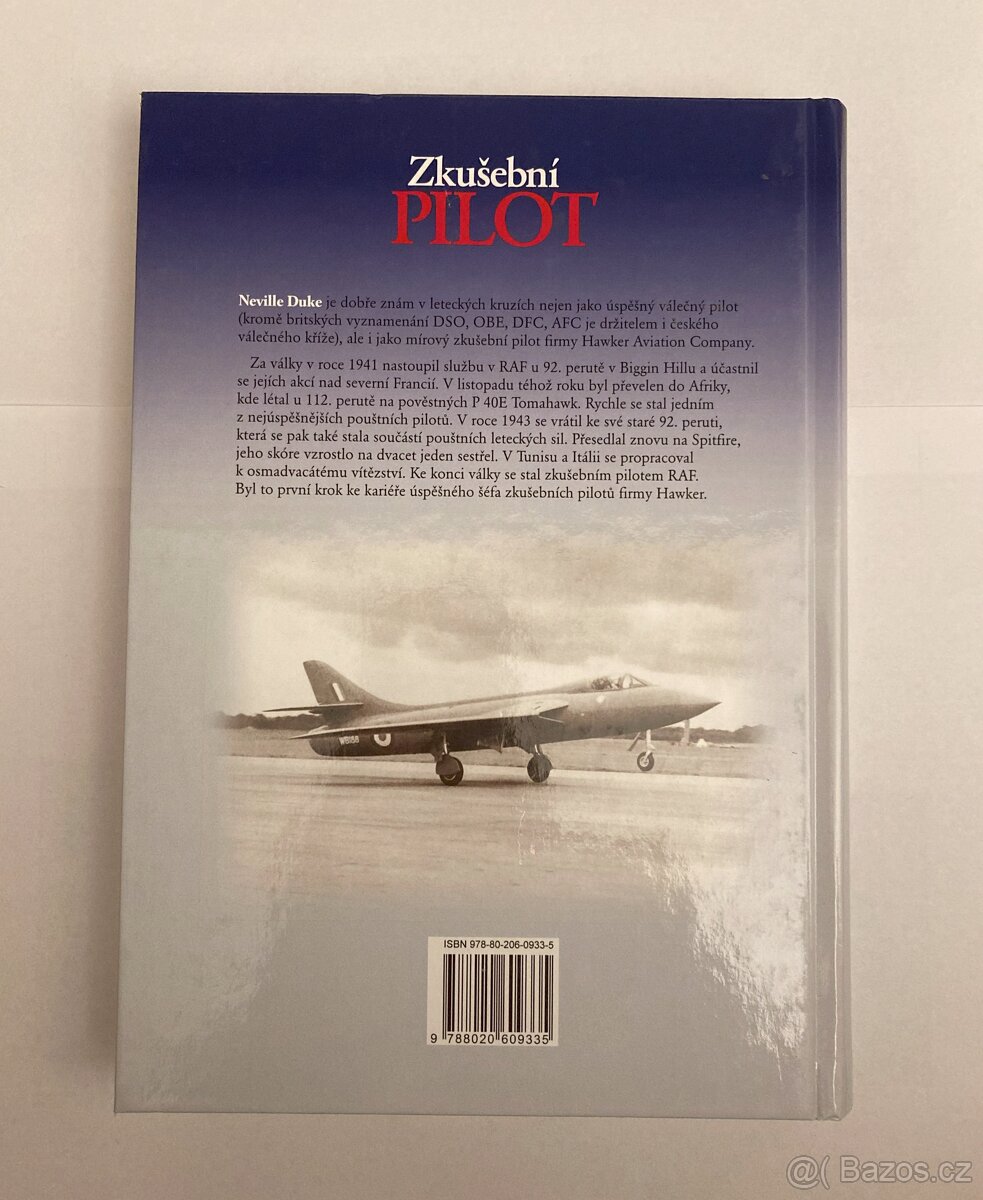 Zkušební
PILOT
Neville Duke je dobře znám v leteckých kruzích nejen jako úspěšný válečný pilot
(kromě britských vyznamenání DSO, OBE, DFC, AFC je držitelem i českého
válečného kříže), ale i jako mírový zkušební pilot firmy Hawker Aviation Company.
Za války v roce 1941 nastoupil službu v RAF u 92. perutě v Biggin Hillu a účastnil
se jejích akcí nad severní Francií. V listopadu téhož roku byl převelen do Afriky,
kde létal u 112. perutě na pověstných P 40E Tomahawk. Rychle se stal jedním
z nejúspěšnějších pouštních pilotů. V roce 1943 se vrátil ke své staré 92. peruti,
která se pak také stala součástí pouštních leteckých sil. Přesedlal znovu na Spitfire,
jeho skóre vzrostlo na dvacet jeden sestřel. V Tunisu a Itálii se propracoval
k osmadvacátému vítězství. Ke konci války se stal zkušebním pilotem RAF.
Byl to první krok ke kariéře úspěšného šéfa zkušebních pilotů firmy Hawker.
WB188
ISBN 978-80-206-0933-5
9 788020 609335
@( Bazos.cz